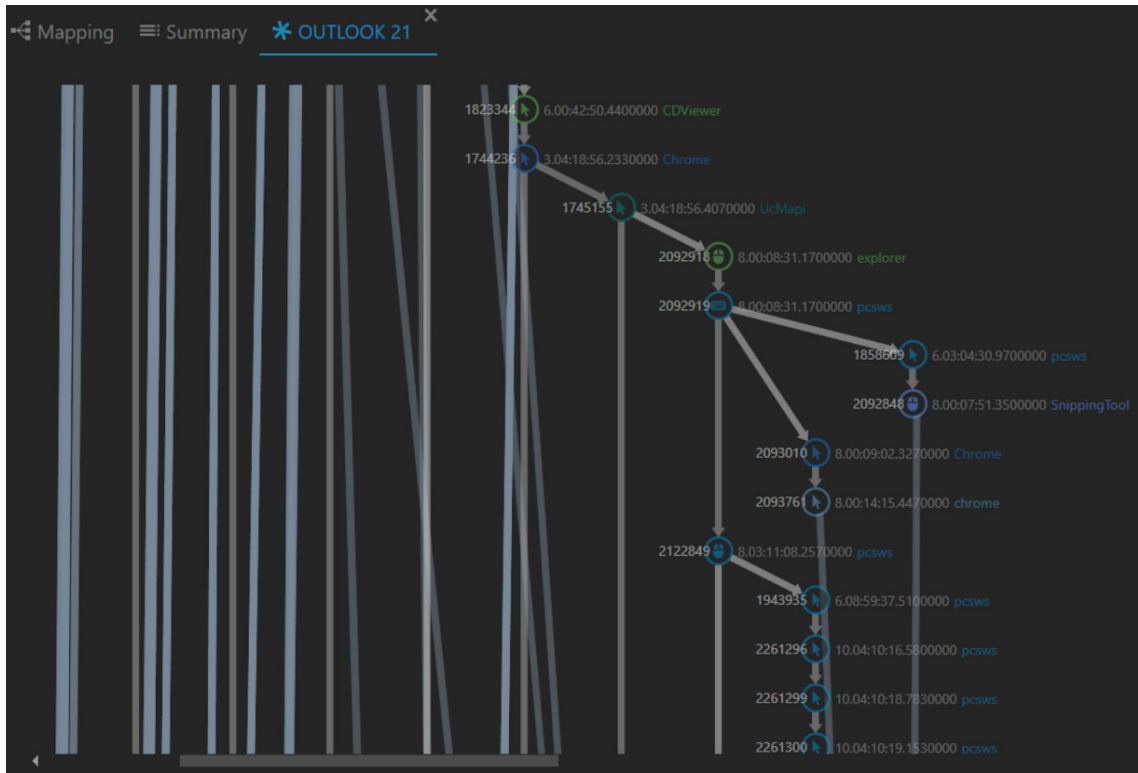 Mapping Summary OUTLOOK 21
1823344 6.00:42:50.4400000 CDViewer
1744236 3.04:18:56.2330000 Chrome
1745155 3.04:18:56.4070000 UcMapi
2092918 8.00:08:31.1700000 explorer
2092919 8.00:08:31.1700000 pcsws
1858609 6.03:04:30.9700000 pcsws
2092848 8.00:07:51.3500000 SnippingTool
2093010 8.00:09:02.3270000 Chrome
2093761 8.00:14:15.4470000 chrome
2122849 8.03:11:08.2570000 pcsws
1943935 6.08:59:37.5100000 pcsws
2261296 10.04:10:16.5800000 pcsws
2261299 10.04:10:18.7830000 pcsws
2261300 10.04:10:19.1530000 pcsws